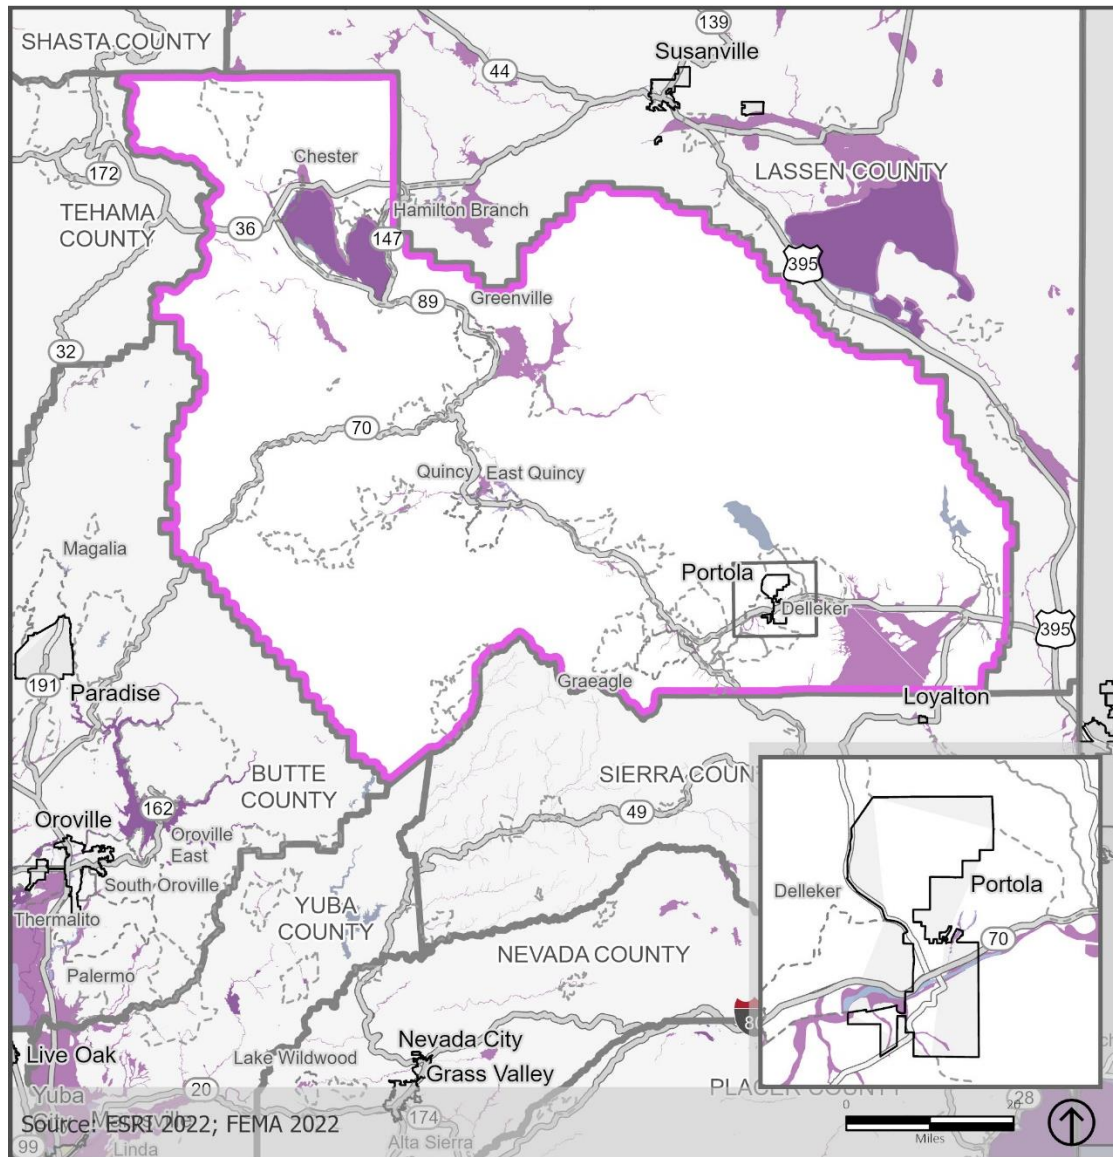 SHASTA COUNTY
139
Susanville
44
Chester
172
LASSEN COUNTY
TEHAMA
COUNTY
36
Hamilton Branch
147
395
89
Greenville
32
70
Quincy
East Quincy
Magalia
Portola
Delleker
395
191
Paradise
Graeagle
Loyalton
BUTTE
COUNTY
SIERRA COUN
162
49
Oroville
Oroville
East
South Oroville
Thermalito
Delleker
Portola
YUBA
COUNTY
70
NEVADA COUNTY
Palermo
Live Oak
Lake Wildwood
Nevada City
Grass Valley
80
Yuba
20
PLACER COUNTY
174
28
Source: ESRI 2022; FEMA 2022
0
20
Miles
99
Linda
Alta Sierra